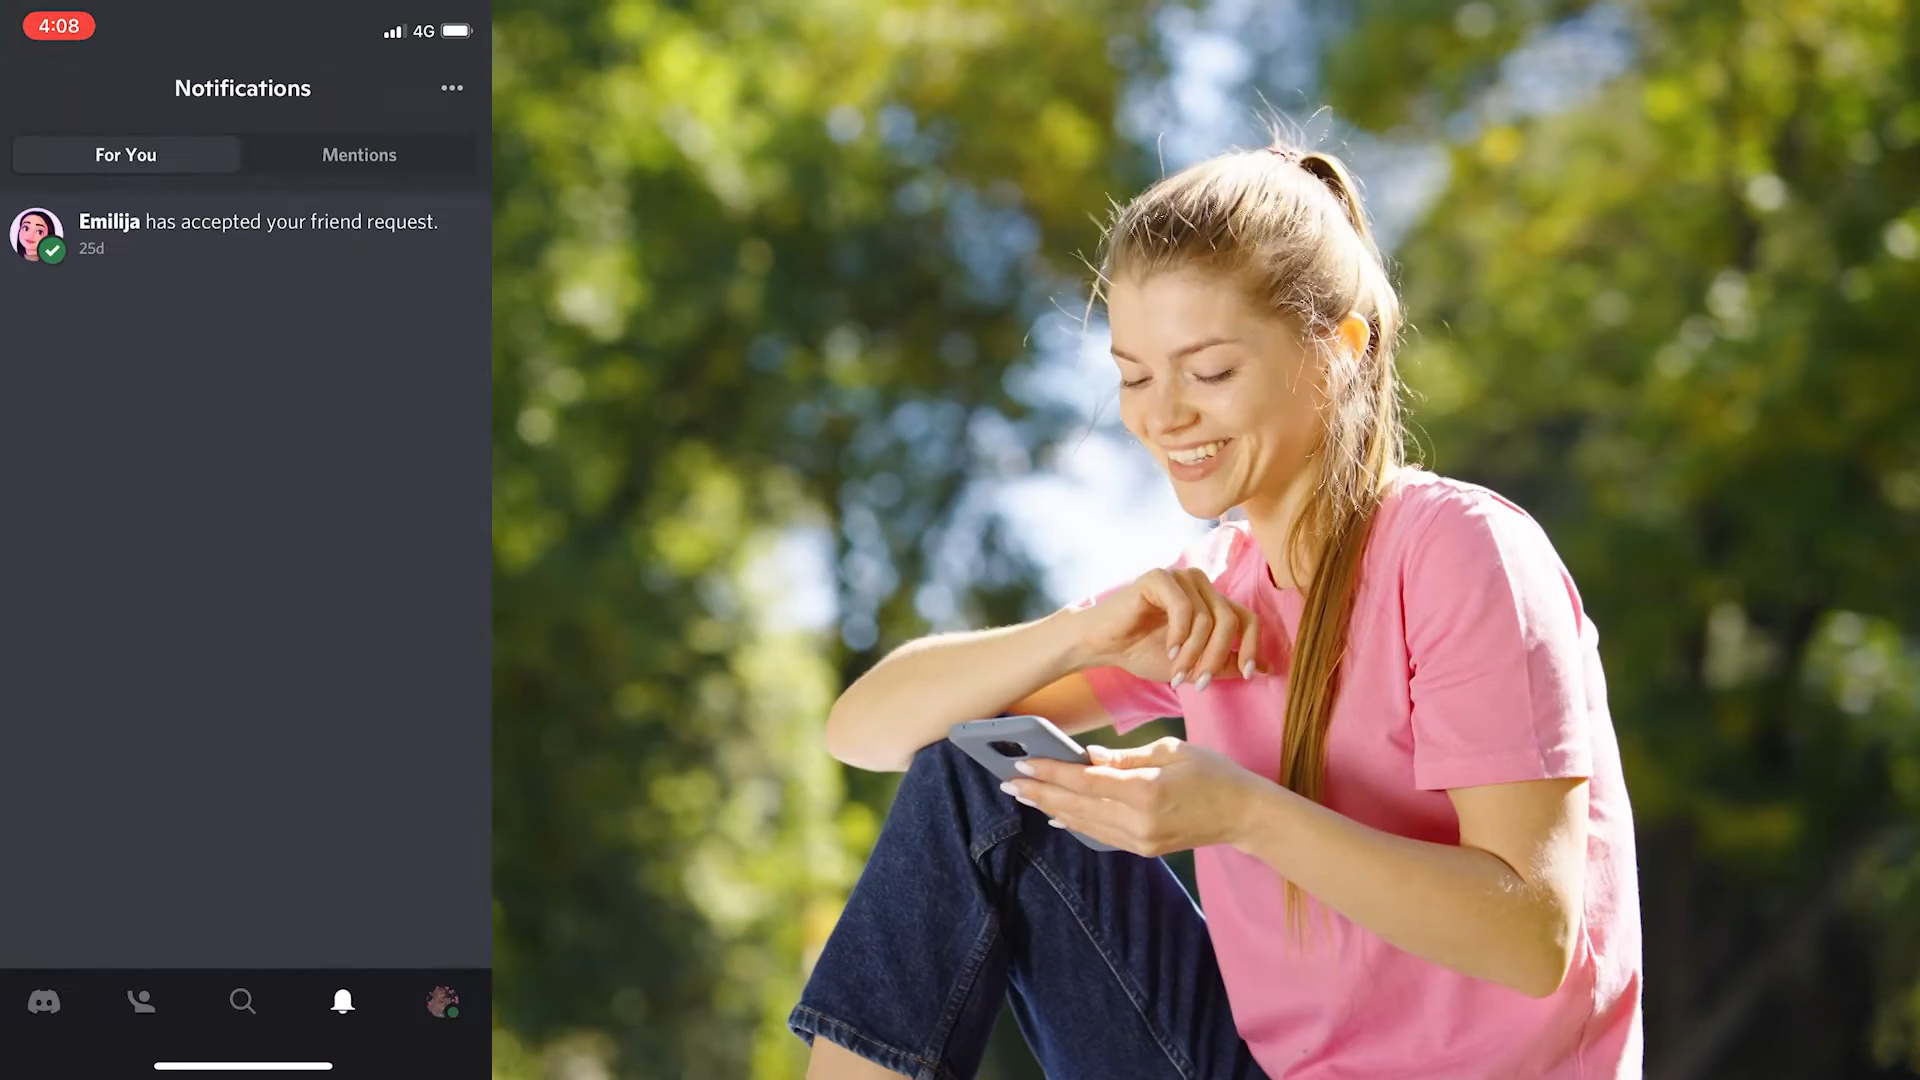 4:08
4G
Notifications
For You
Mentions
Emilija has accepted your friend request.
25d